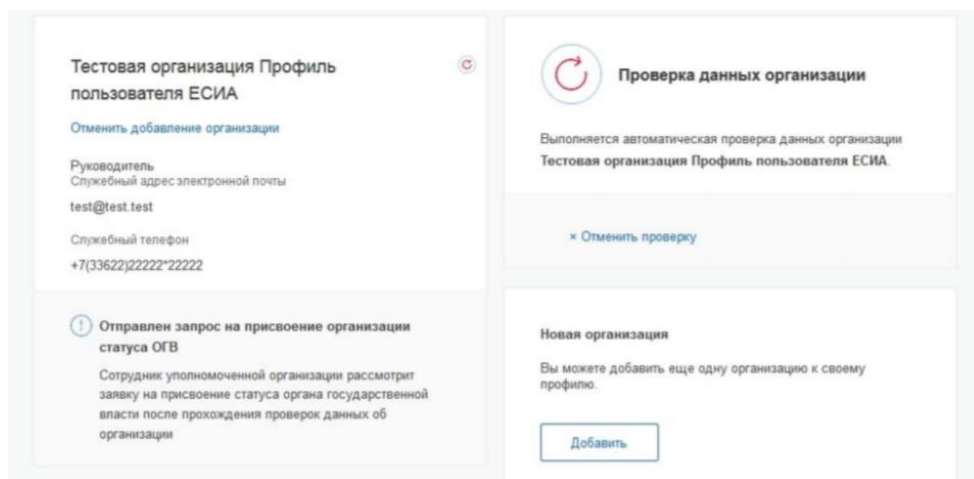 Тестовая организация Профиль
пользователя ЕСИА
Отменить добавление организации
Руководитель
Служебный адрес электронной почты
test@test.test
Служебный телефон
+7(33622)22222*22222
Отправлен запрос на присвоение организации
статуса ОГВ
Сотрудник уполномоченной организации рассмотрит
заявку на присвоение статуса органа государственной
власти после прохождения проверок данных об
организации
Проверка данных организации
Выполняется автоматическая проверка данных организации
Тестовая организация Профиль пользователя ЕСИА.
× Отменить проверку
Новая организация
Вы можете добавить еще одну организацию к своему
профилю.
Добавить